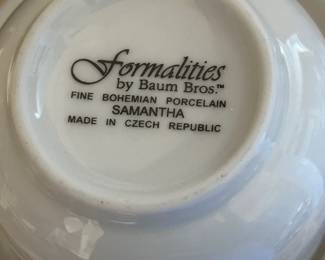 Formalities
by Baum Bros.™
FINE BOHEMIAN PORCELAIN
SAMANTHA
MADE IN CZECH REPUBLIC